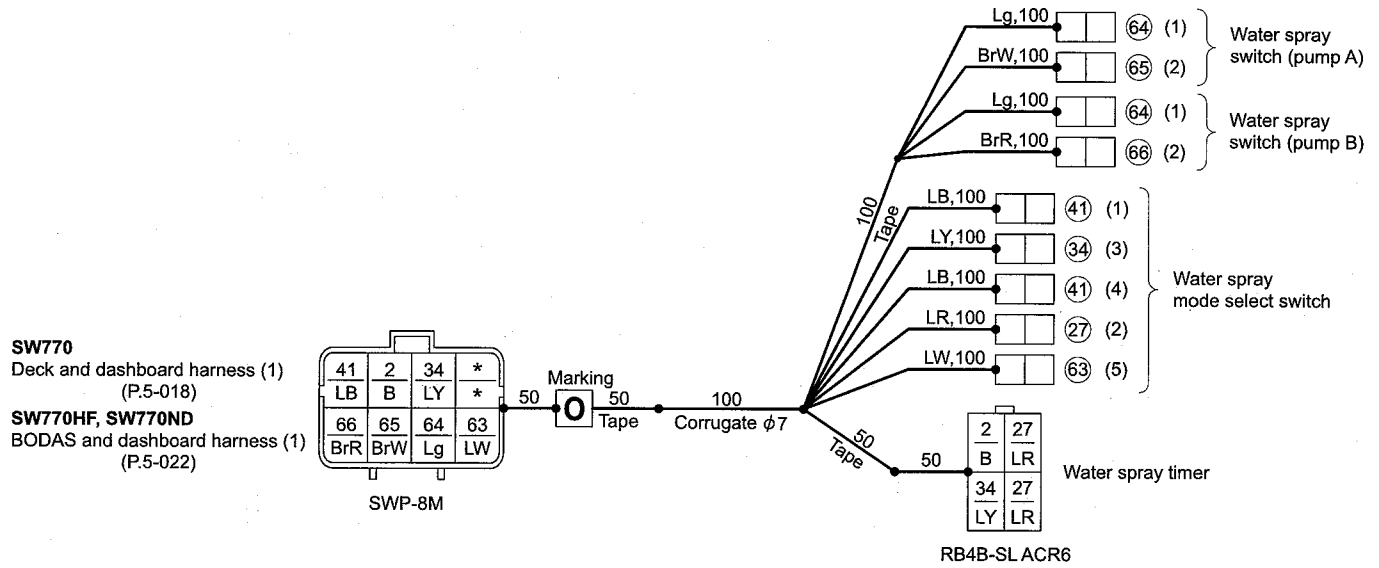 Lg,100
64 (1)
BrW,100
65 (2)
Water spray
switch (pump A)
Lg,100
64 (1)
BrR,100
66 (2)
Water spray
switch (pump B)
100
Tape
LB,100
41 (1)
LY,100
34 (3)
LB,100
41 (4)
LR,100
27 (2)
LW,100
63 (5)
Water spray
mode select switch
SW770
Deck and dashboard harness (1)
(P.5-018)
SW770HF, SW770ND
BODAS and dashboard harness (1)
(P.5-022)
41 2 34 *
LB B LY *
66 65 64 63
BrR BrW Lg LW
SWP-8M
50
Marking
O
50
Tape
100
Corrugate φ7
50
Tape
50
2 27
B LR
34 27
LY LR
Water spray timer
RB4B-SL ACR6